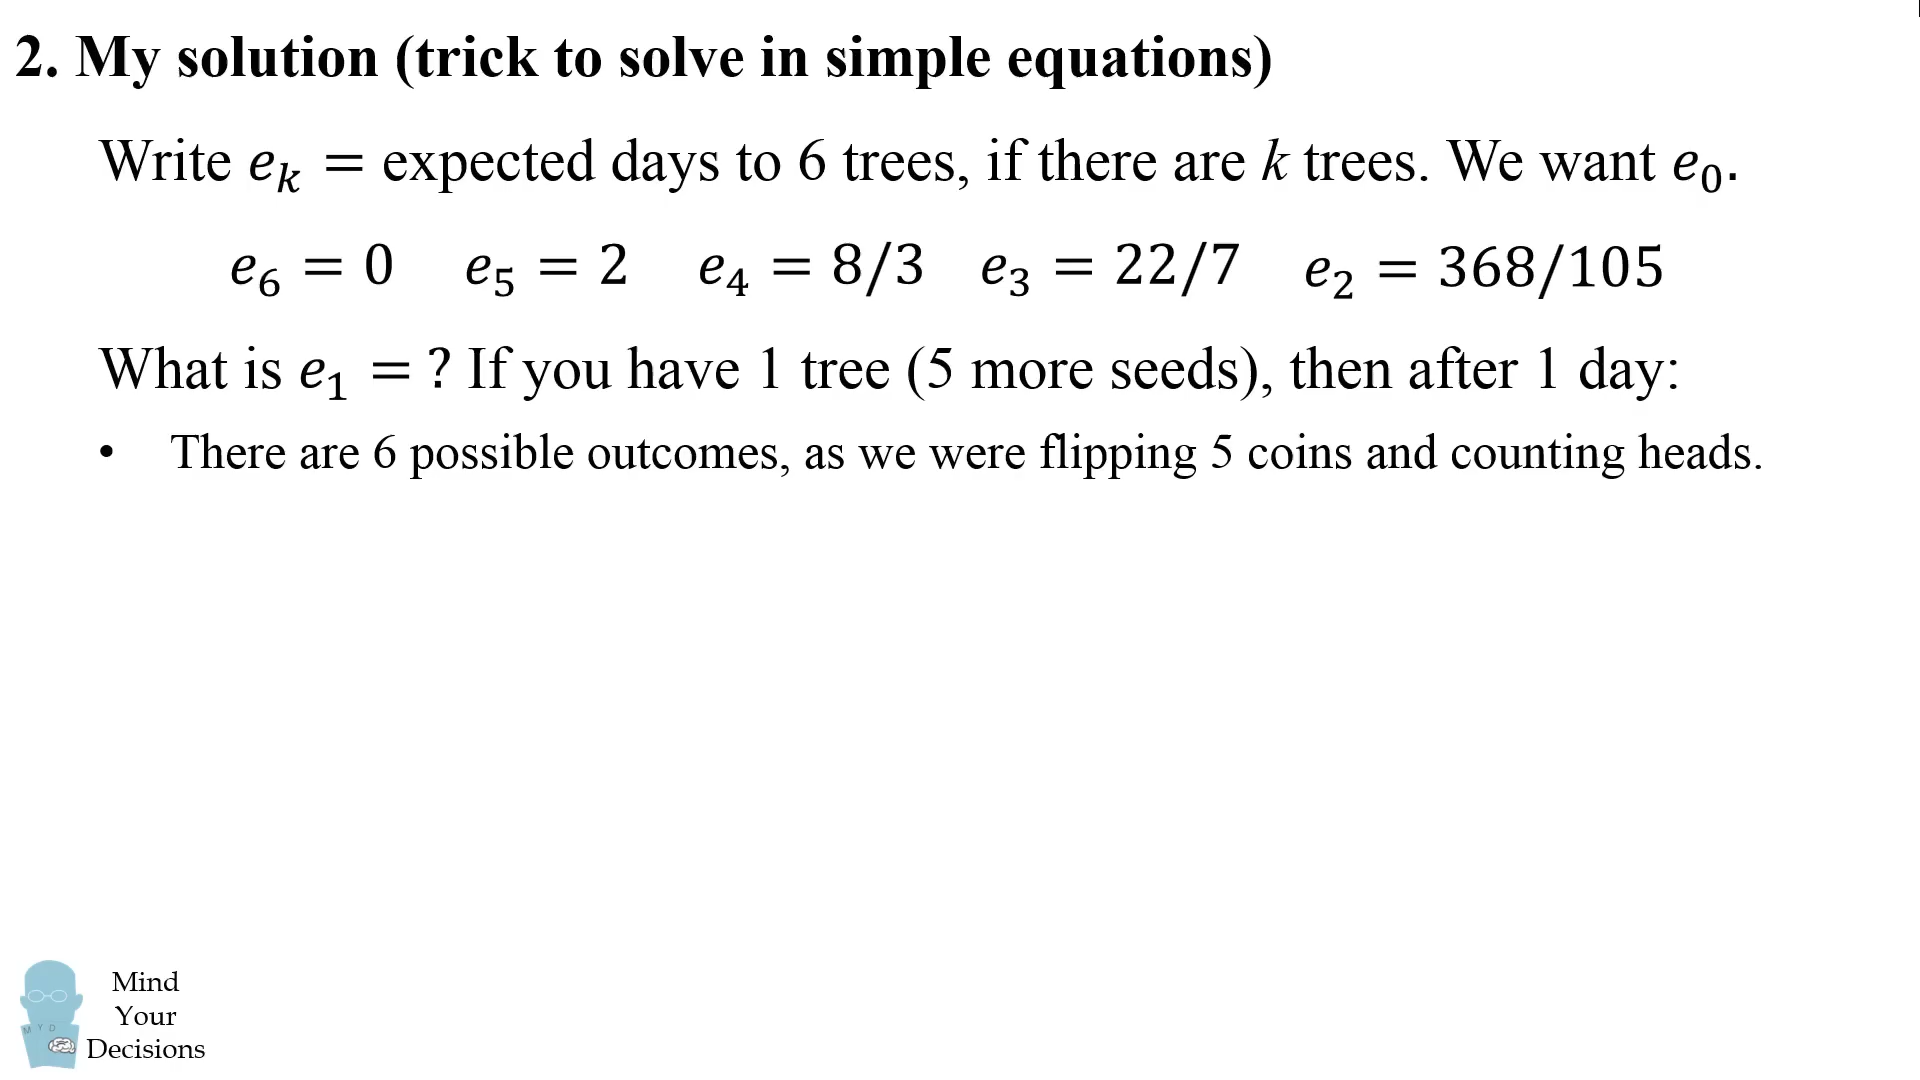 2. My solution (trick to solve in simple equations)
Write eₖ = expected days to 6 trees, if there are k trees. We want e₀.
e₆ = 0 e₅ = 2 e₄ = 8/3 e₃ = 22/7 e₂ = 368/105
What is e₁ = ? If you have 1 tree (5 more seeds), then after 1 day:
• There are 6 possible outcomes, as we were flipping 5 coins and counting heads.
M Y D
Mind
Your
Decisions